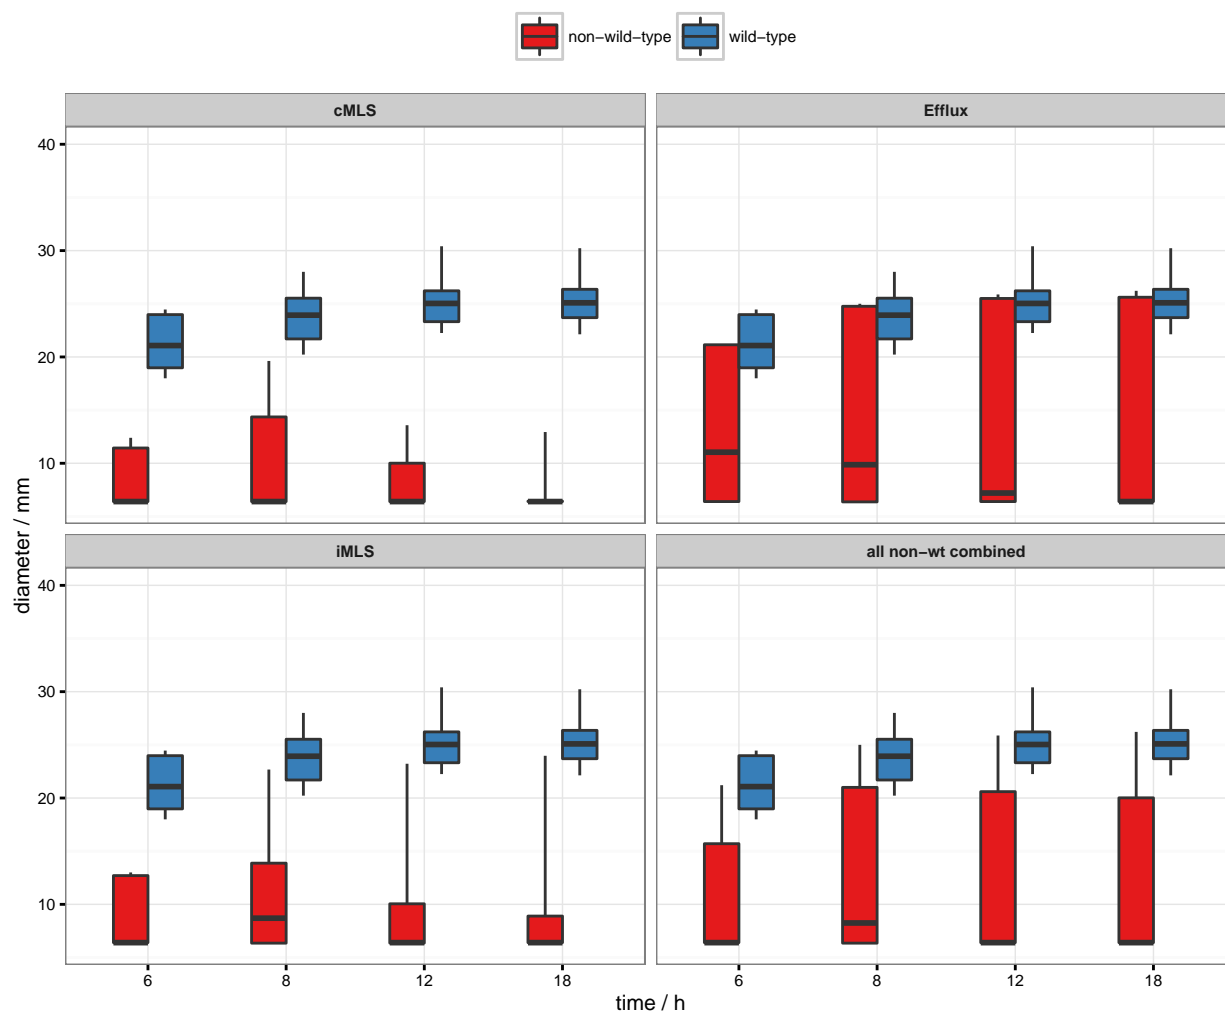 non−wild−type wild−type
cMLS Efflux
40
30
20
10
iMLS all non−wt combined
40
30
20
10
diameter / mm
6 8 12 18 6 8 12 18
time / h